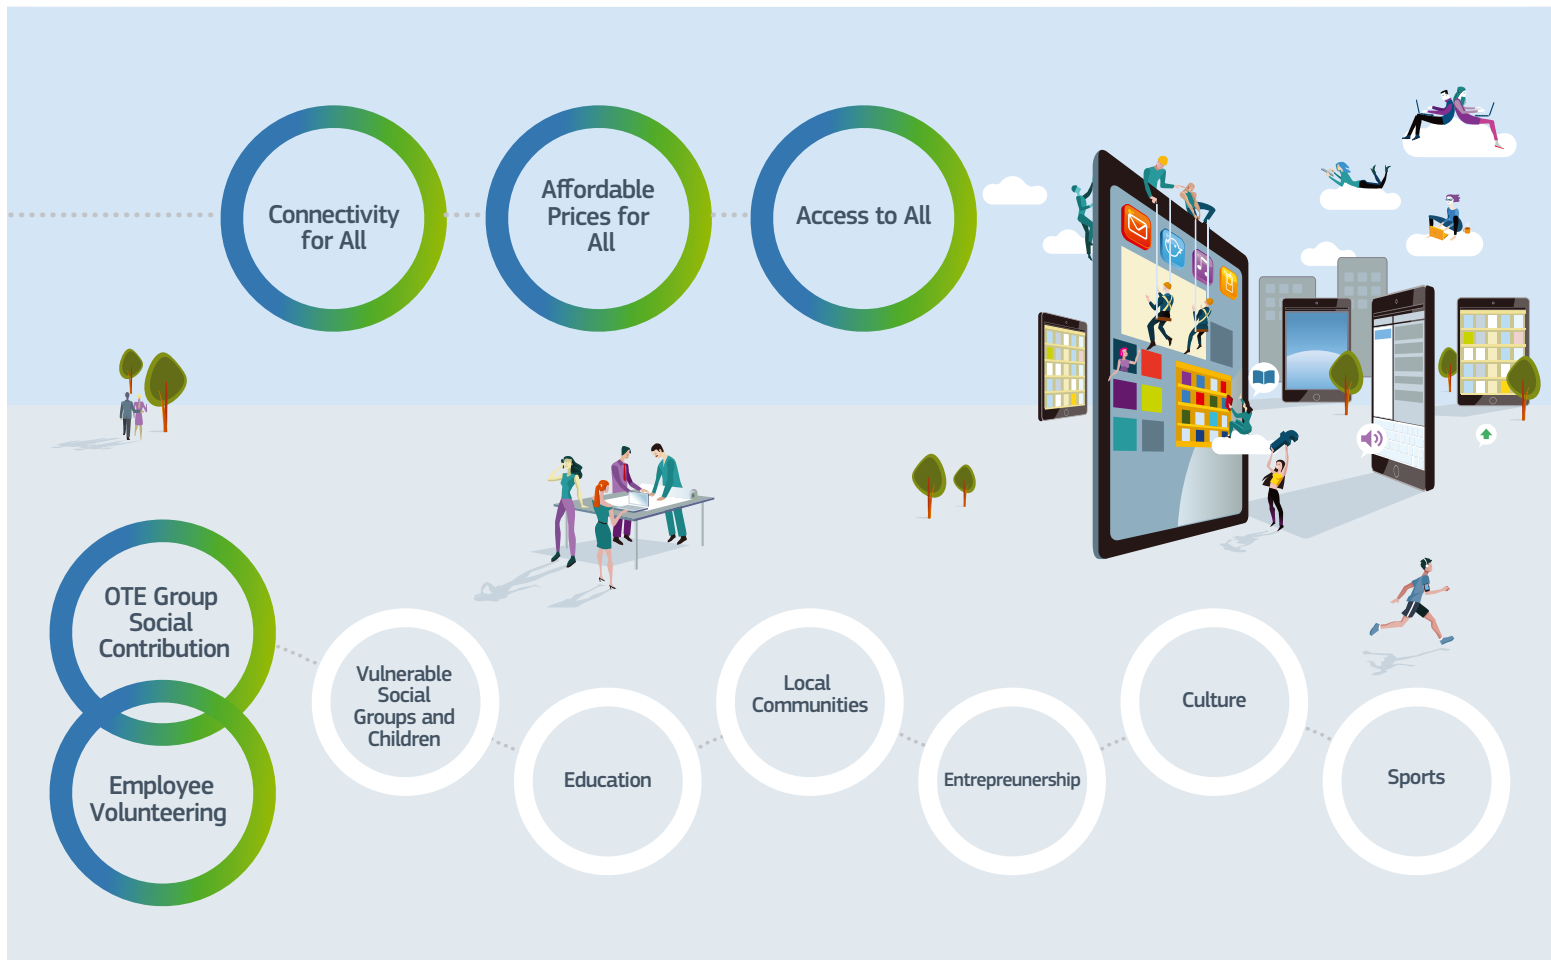 Connectivity
for All
Affordable
Prices for
All
Access to All
OTE Group
Social
Contribution
Employee
Volunteering
Vulnerable
Social
Groups and
Children
Education
Local
Communities
Entrepreunership
Culture
Sports